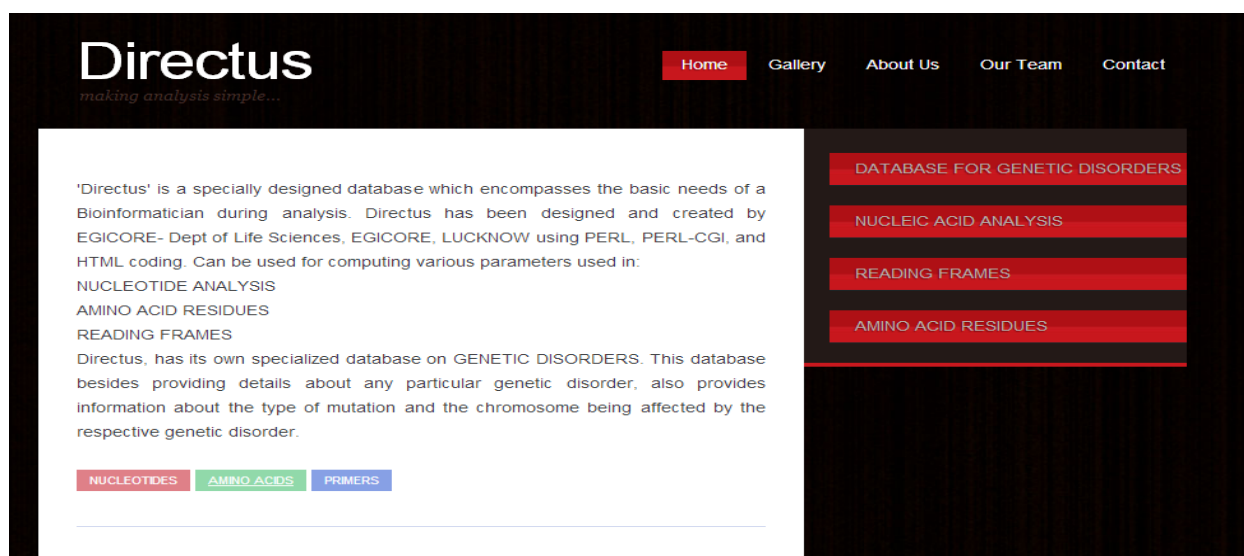 Directus
making analysis simple...
Home Gallery About Us Our Team Contact
'Directus' is a specially designed database which encompasses the basic needs of a
Bioinformatician during analysis. Directus has been designed and created by
EGICORE- Dept of Life Sciences, EGICORE, LUCKNOW using PERL, PERL-CGI, and
HTML coding. Can be used for computing various parameters used in:
NUCLEOTIDE ANALYSIS
AMINO ACID RESIDUES
READING FRAMES
Directus, has its own specialized database on GENETIC DISORDERS. This database
besides providing details about any particular genetic disorder, also provides
information about the type of mutation and the chromosome being affected by the
respective genetic disorder.
NUCLEOTIDES AMINO ACIDS PRIMERS
DATABASE FOR GENETIC DISORDERS
NUCLEIC ACID ANALYSIS
READING FRAMES
AMINO ACID RESIDUES